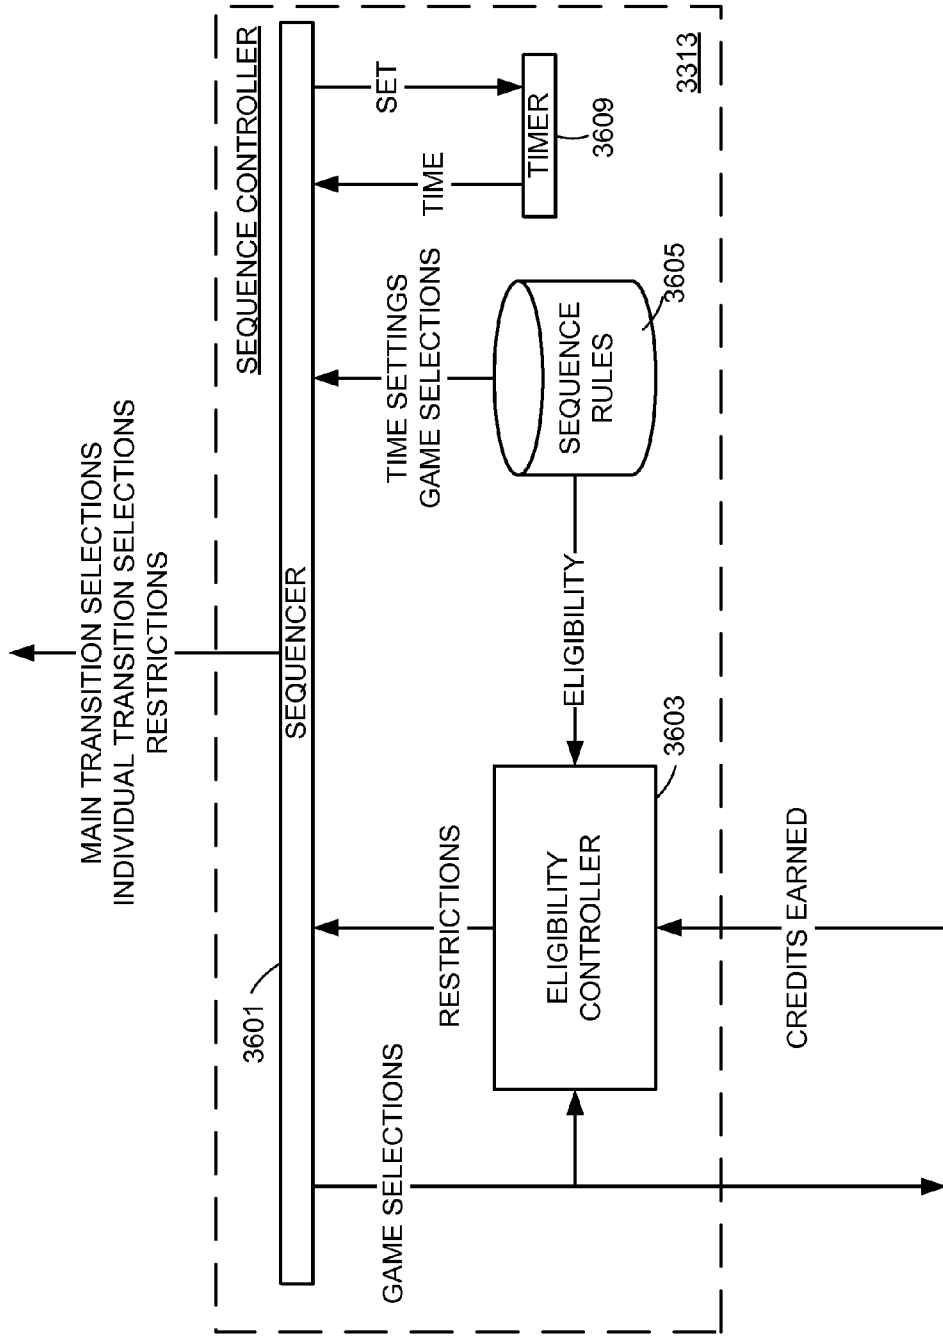 MAIN TRANSITION SELECTIONS
INDIVIDUAL TRANSITION SELECTIONS
RESTRICTIONS
SEQUENCE CONTROLLER
3601
SEQUENCER
GAME SELECTIONS
RESTRICTIONS
TIME SETTINGS
GAME SELECTIONS
TIME
SET
ELIGIBILITY
CONTROLLER
3603
ELIGIBILITY
SEQUENCE
RULES
3605
TIMER
3609
3313
CREDITS EARNED